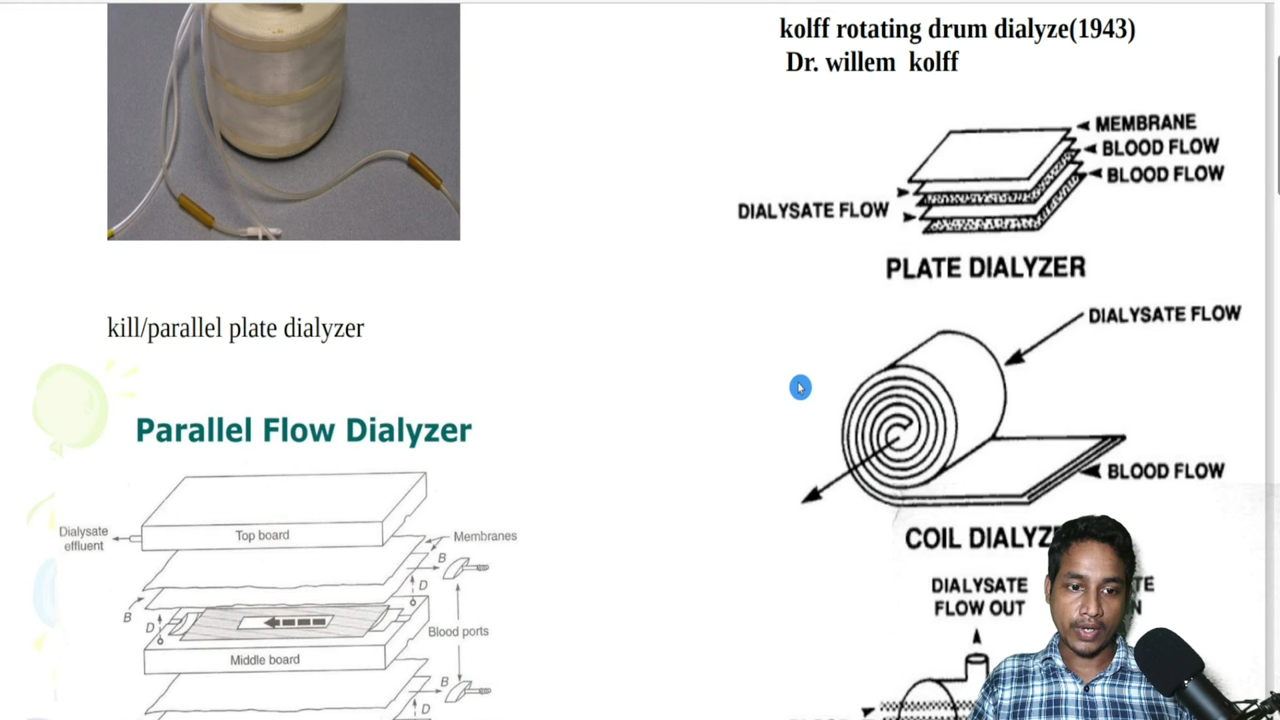 kolff rotating drum dialyze(1943)
Dr. willem kolff
MEMBRANE
BLOOD FLOW
BLOOD FLOW
DIALYSATE FLOW
PLATE DIALYZER
kill/parallel plate dialyzer
DIALYSATE FLOW
Parallel Flow Dialyzer
BLOOD FLOW
Dialysate
effluent
Top board
Membranes
COIL
B
D
B
D
Blood ports
Middle board
B
D
DIALYSATE
FLOW OUT